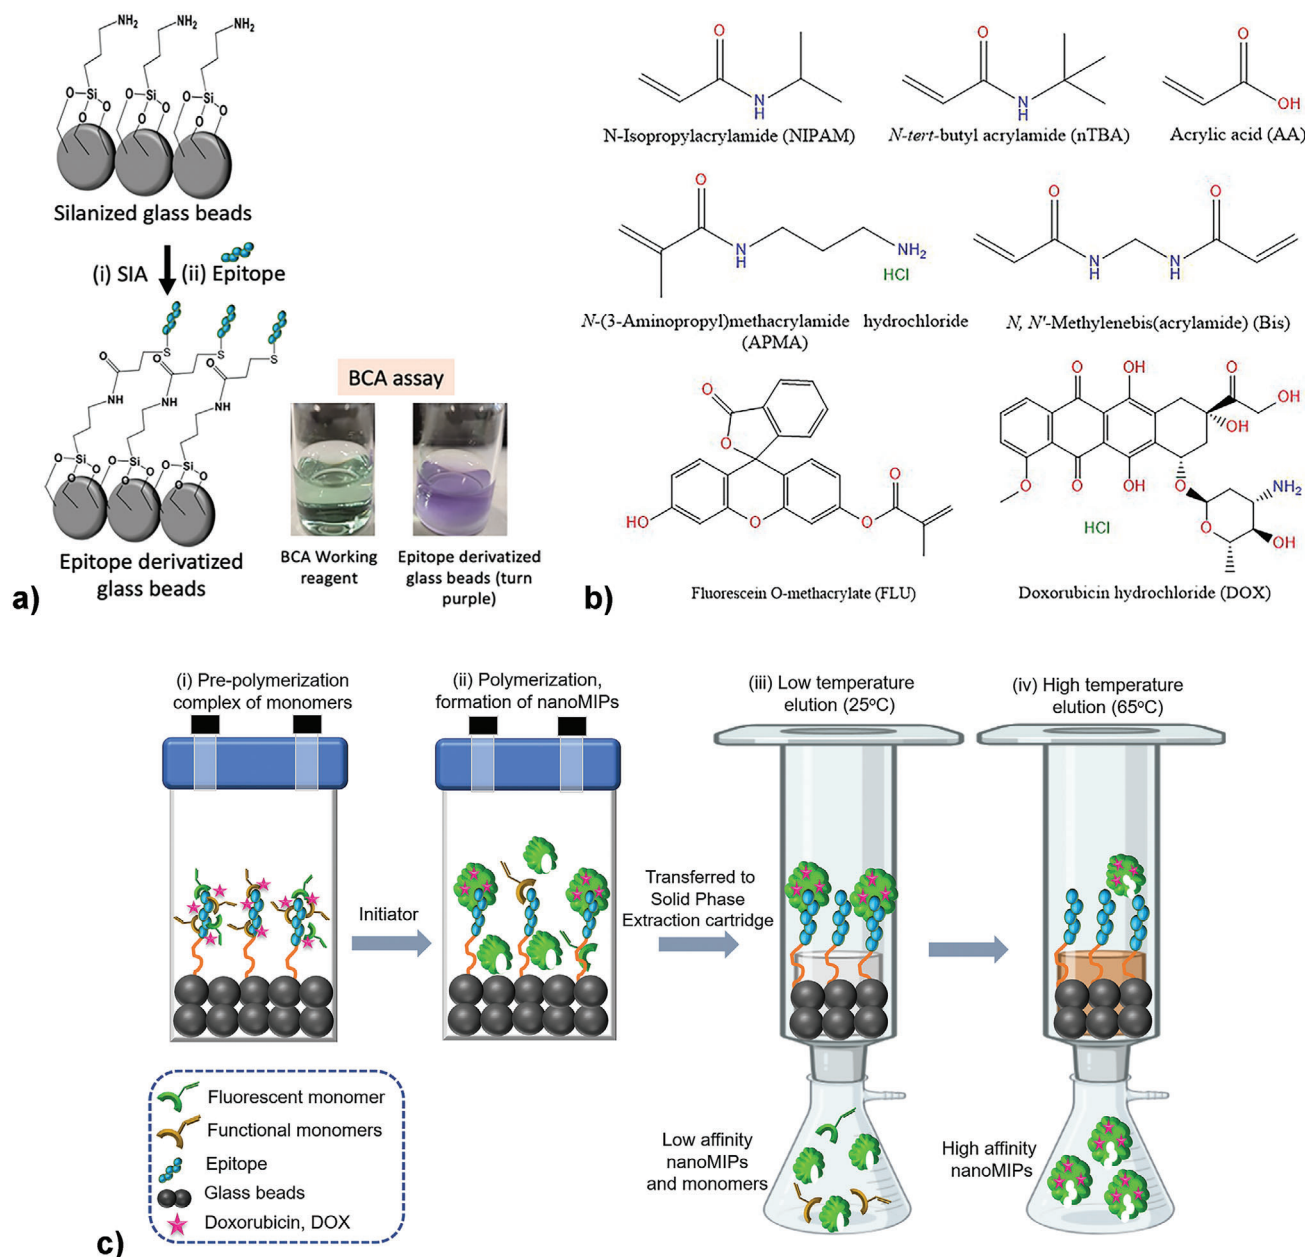 NH2 NH2 NH2
Si Si Si
O O O O O O O O O
Silanized glass beads
(i) SIA (ii) Epitope
S S S
O O O
NH NH NH
Si Si Si
O O O O O O O O O
Epitope derivatized
glass beads
a)
BCA assay
BCA Working
reagent
Epitope derivatized
glass beads (turn
purple)
O N H
N-Isopropylacrylamide (NIPAM)
O N H
N-tert-butyl acrylamide (nTBA)
O OH
Acrylic acid (AA)
O N H NH2
HCl
N-(3-Aminopropyl)methacrylamide hydrochloride
(APMA)
O NH NH O
N, N'-Methylenebis(acrylamide) (Bis)
O O HO O O O
Fluorescein O-methacrylate (FLU)
O OH O OH OH O O OH O NH2 O OH
HCl
Doxorubicin hydrochloride (DOX)
b)
(i) Pre-polymerization
complex of monomers
Initiator
(ii) Polymerization,
formation of nanoMIPs
Transferred to
Solid Phase
Extraction cartridge
(iii) Low temperature
elution (25°C)
Low affinity
nanoMIPs
and monomers
(iv) High temperature
elution (65°C)
High affinity
nanoMIPs
Fluorescent monomer
Functional monomers
Epitope
Glass beads
Doxorubicin, DOX
c)